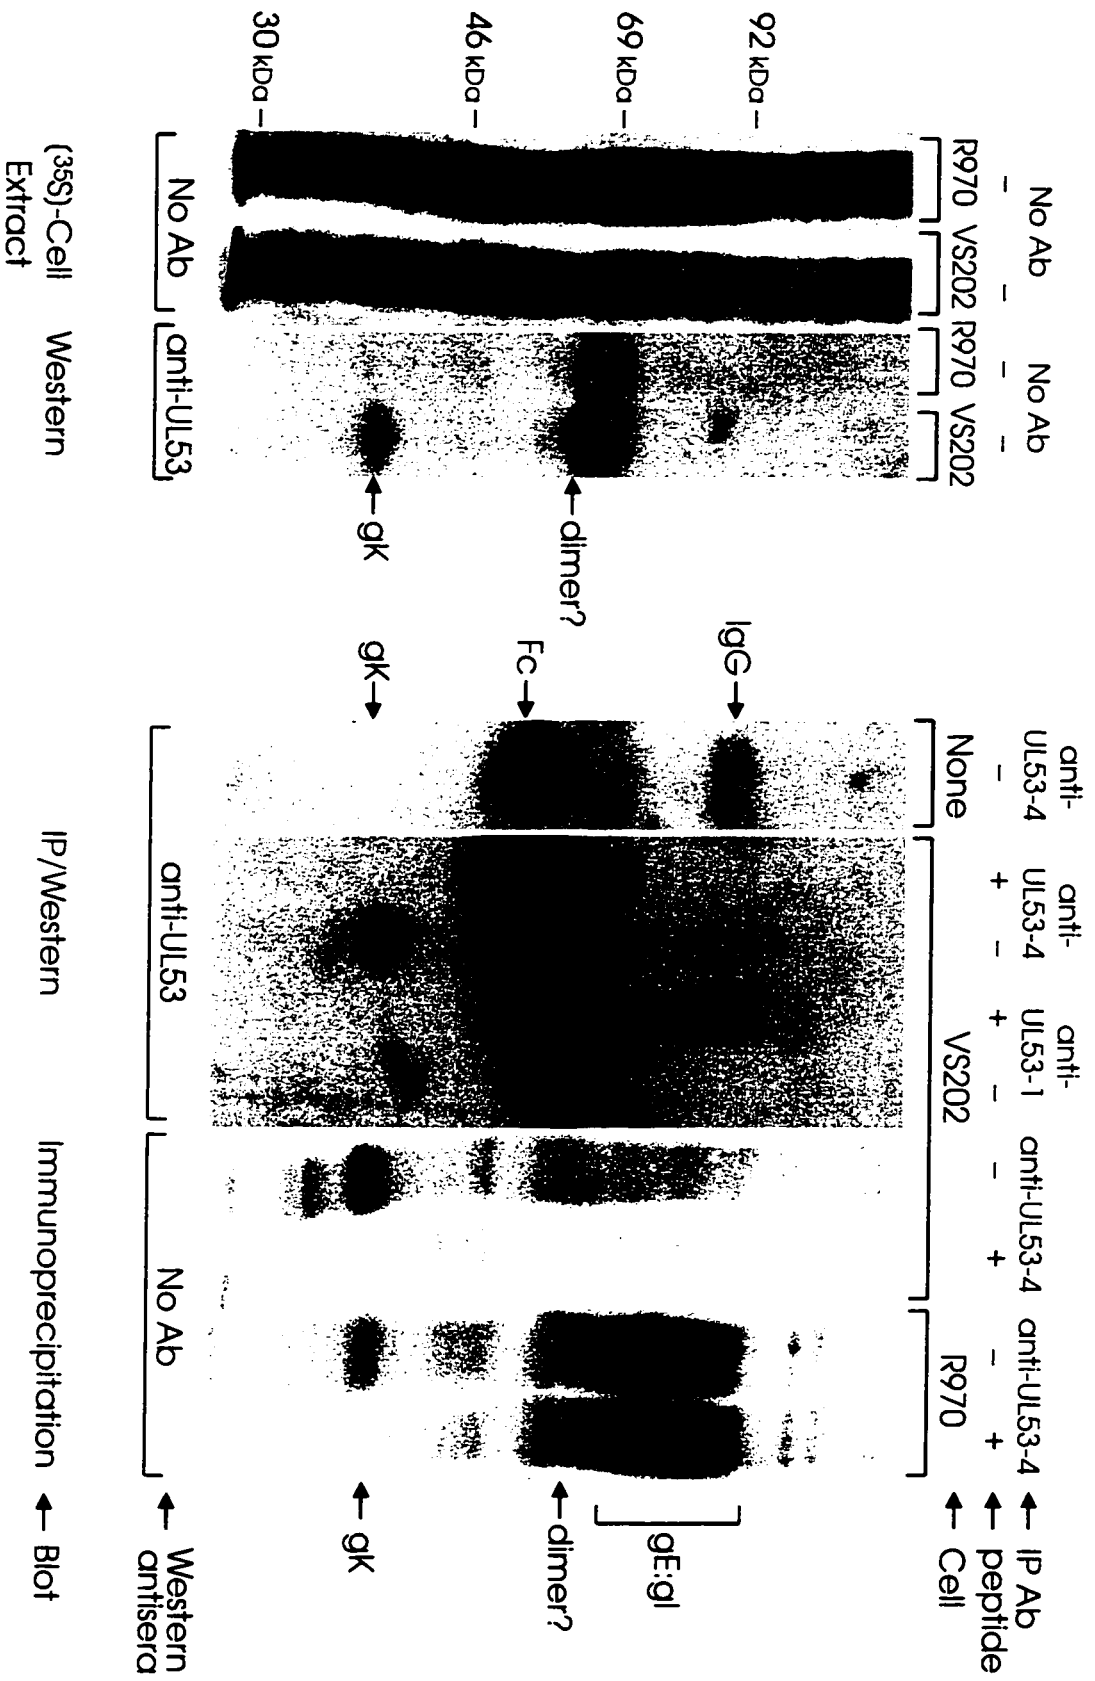 anti-
anti-
anti-
No Ab
No Ab
UL53-4
UL53-4
UL53-1
anti-UL53-4
anti-UL53-4
← IP Ab
-
-
-
-
-
+
-
+
-
-
+
-
+
← peptide
R970
VS202
R970
VS202
None
VS202
R970
← Cell
92 kDa -
69 kDa -
46 kDa -
30 kDa -
← dimer?
← gK
IgG →
Fc →
gK →
gE:gI
← dimer?
← gK
No Ab
anti-UL53
anti-UL53
No Ab
← Western
antisera
(³⁵S)-Cell
Extract
Western
IP/Western
Immunoprecipitation
← Blot